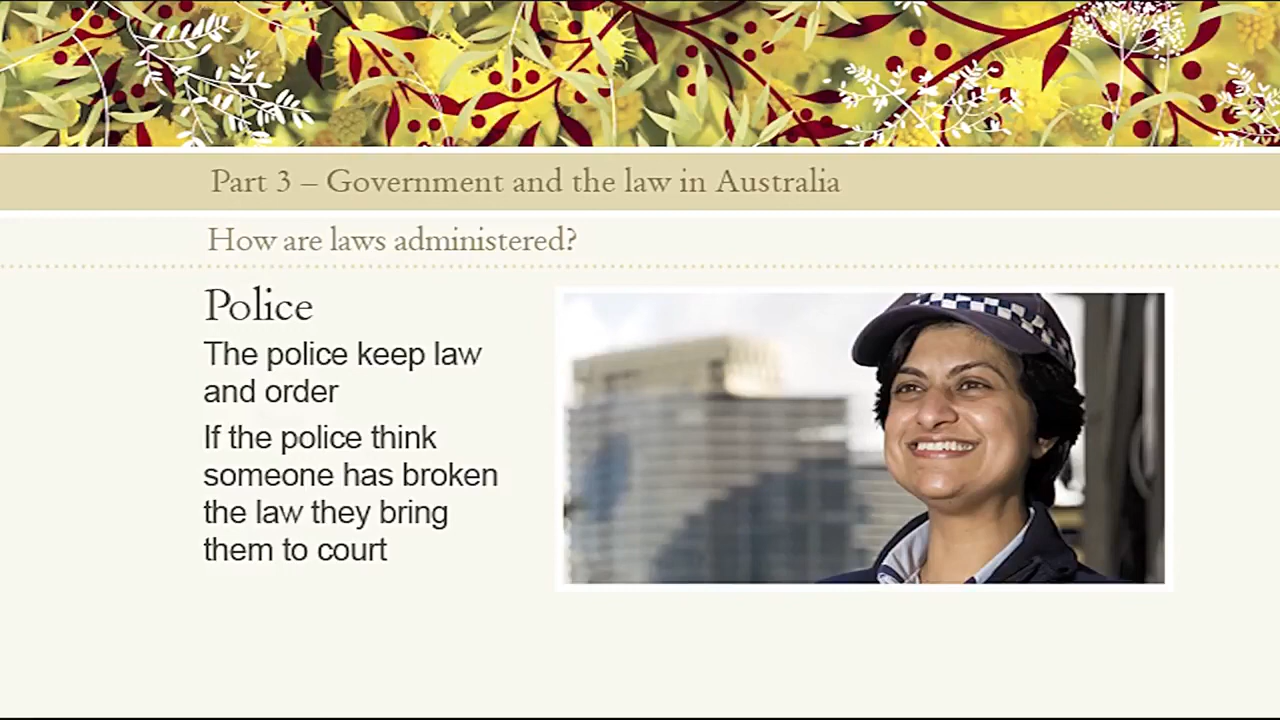 Part 3 – Government and the law in Australia
How are laws administered?
Police
The police keep law
and order
If the police think
someone has broken
the law they bring
them to court